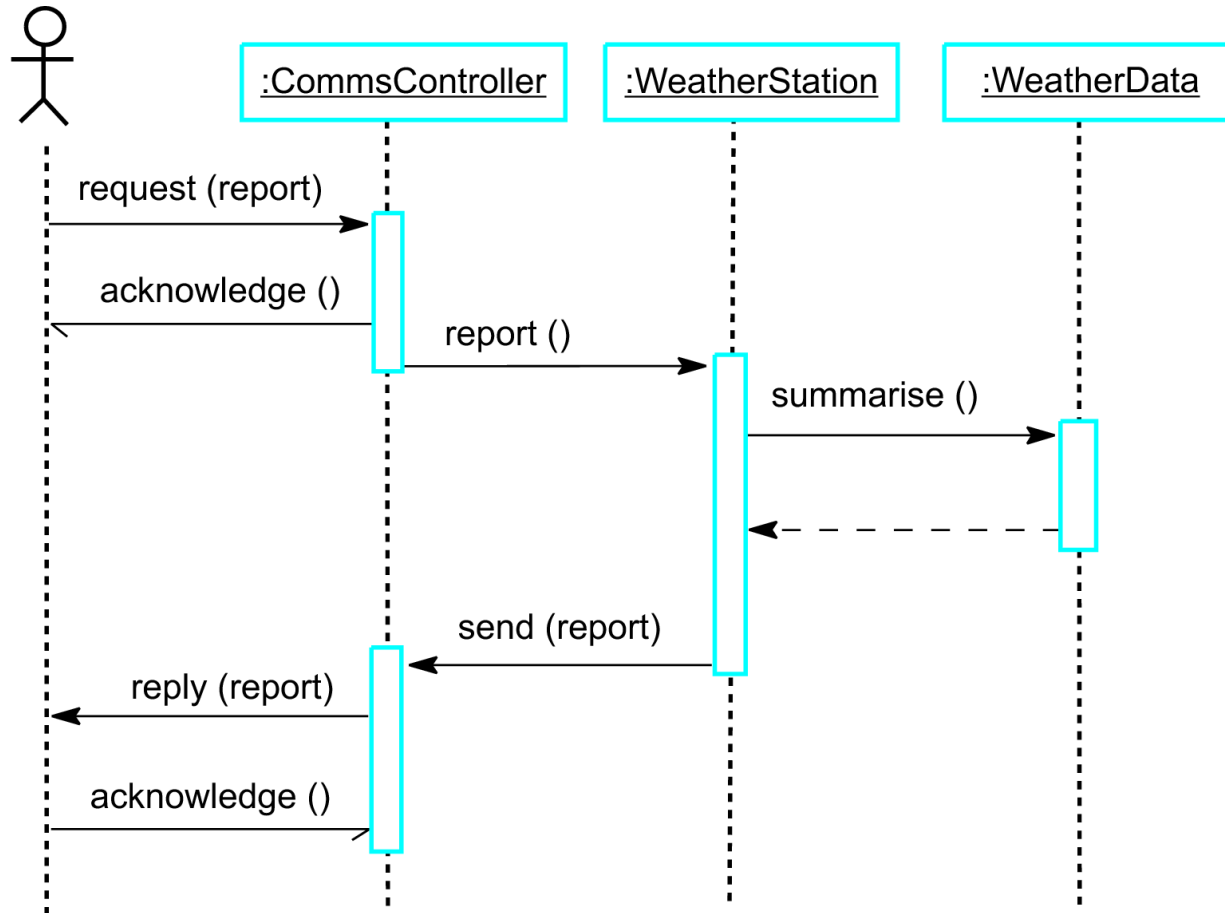 :CommsController
:WeatherStation
:WeatherData
request (report)
acknowledge ()
report ()
summarise ()
send (report)
reply (report)
acknowledge ()